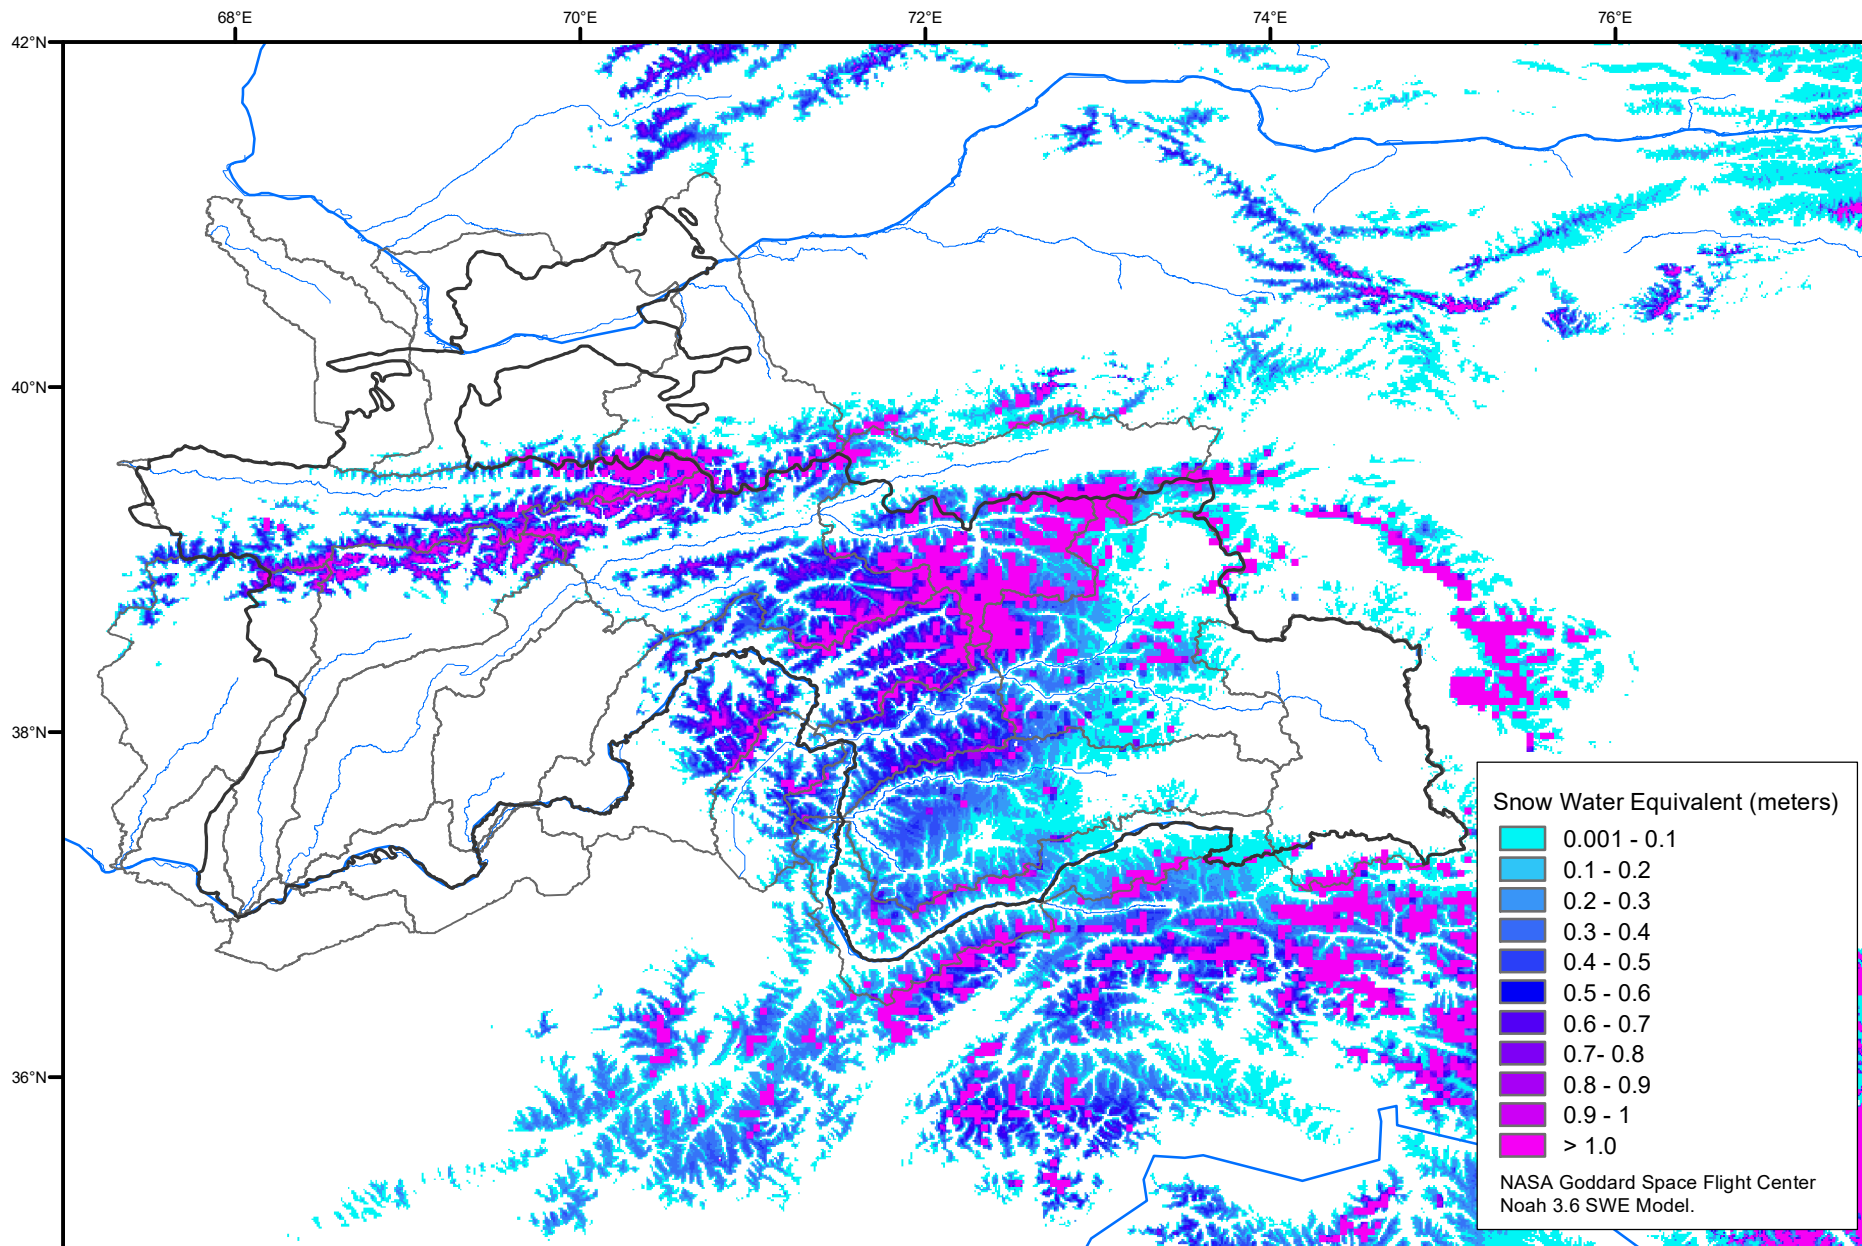 68°E
70°E
72°E
74°E
76°E
42°N
40°N
38°N
36°N
Snow Water Equivalent (meters)
0.001 - 0.1
0.1 - 0.2
0.2 - 0.3
0.3 - 0.4
0.4 - 0.5
0.5 - 0.6
0.6 - 0.7
0.7- 0.8
0.8 - 0.9
0.9 - 1
> 1.0
NASA Goddard Space Flight Center
Noah 3.6 SWE Model.